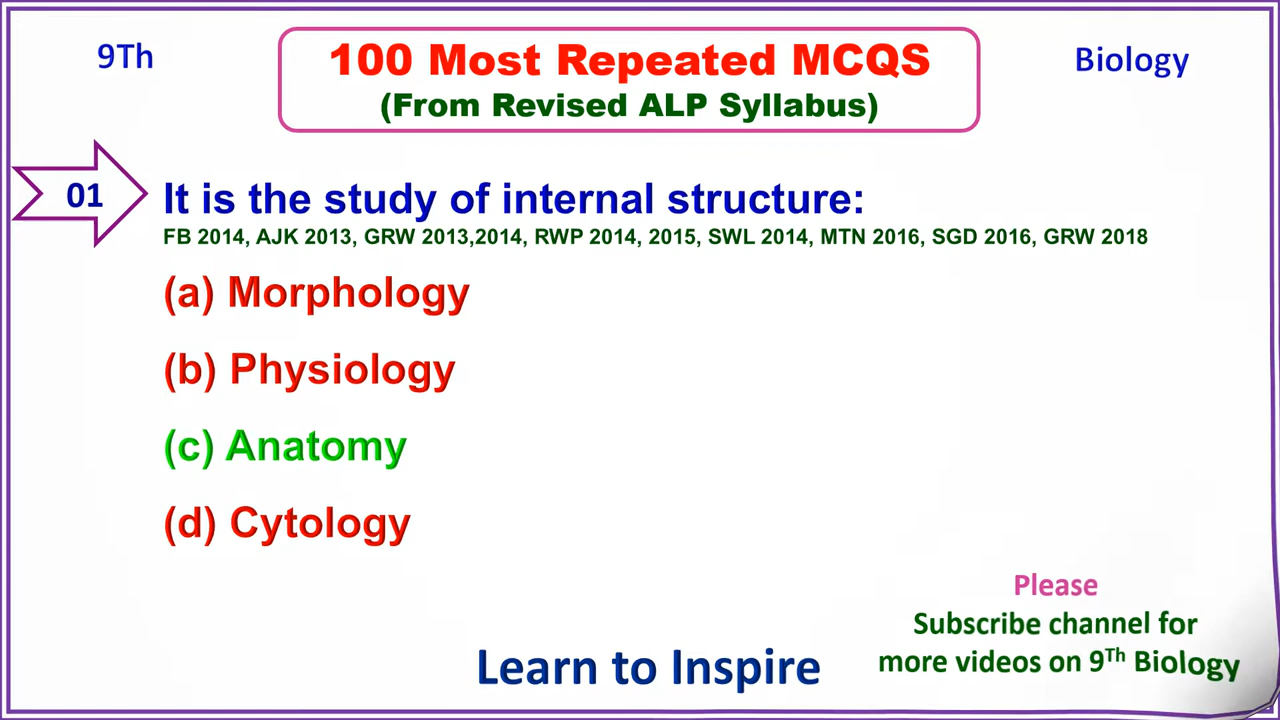 9Th
100 Most Repeated MCQS
Biology
(From Revised ALP Syllabus)
01
It is the study of internal structure:
FB 2014, AJK 2013, GRW 2013,2014, RWP 2014, 2015, SWL 2014, MTN 2016, SGD 2016, GRW 2018
(a) Morphology
(b) Physiology
(c) Anatomy
(d) Cytology
Please
Subscribe channel for
more videos on 9Th Biology
Learn to Inspire